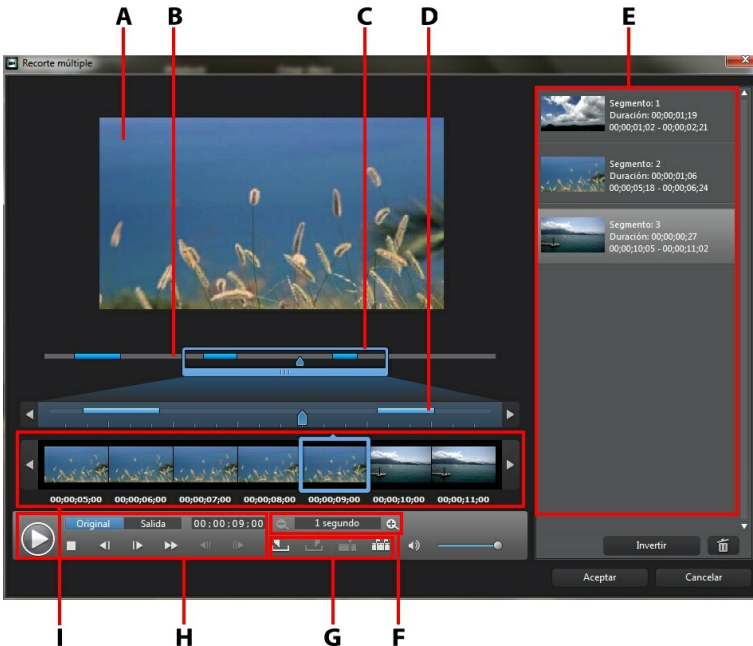 A B C D E
Recorte múltiple
Segmento: 1
Duración: 00;00;01;19
00;00;01;02 - 00;00;02;21
Segmento: 2
Duración: 00;00;01;06
00;00;05;18 - 00;00;06;24
Segmento: 3
Duración: 00;00;00;27
00;00;10;05 - 00;00;11;02
00;00;05;00 00;00;06;00 00;00;07;00 00;00;08;00 00;00;09;00 00;00;10;00 00;00;11;00
Original Salida 00;00;09;00 1 segundo
Invertir
Aceptar Cancelar
I H G F